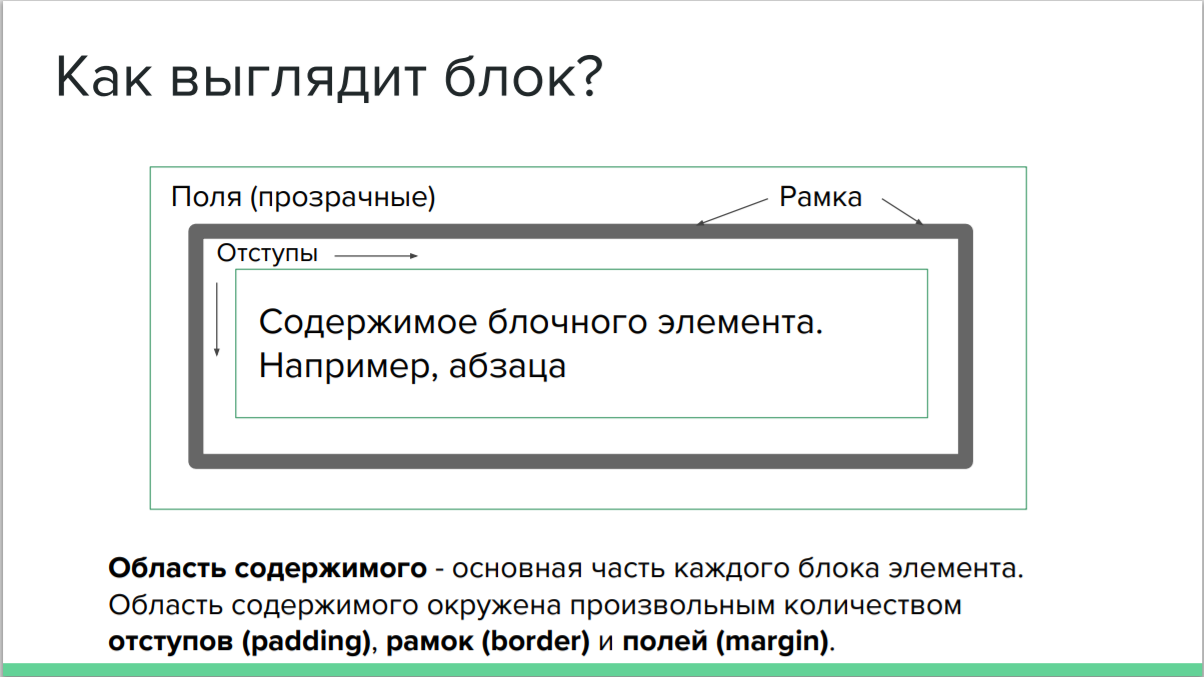 Как выглядит блок?
Поля (прозрачные)
Рамка
Отступы
Содержимое блочного элемента.
Например, абзаца
Область содержимого - основная часть каждого блока элемента.
Область содержимого окружена произвольным количеством
отступов (padding), рамок (border) и полей (margin).